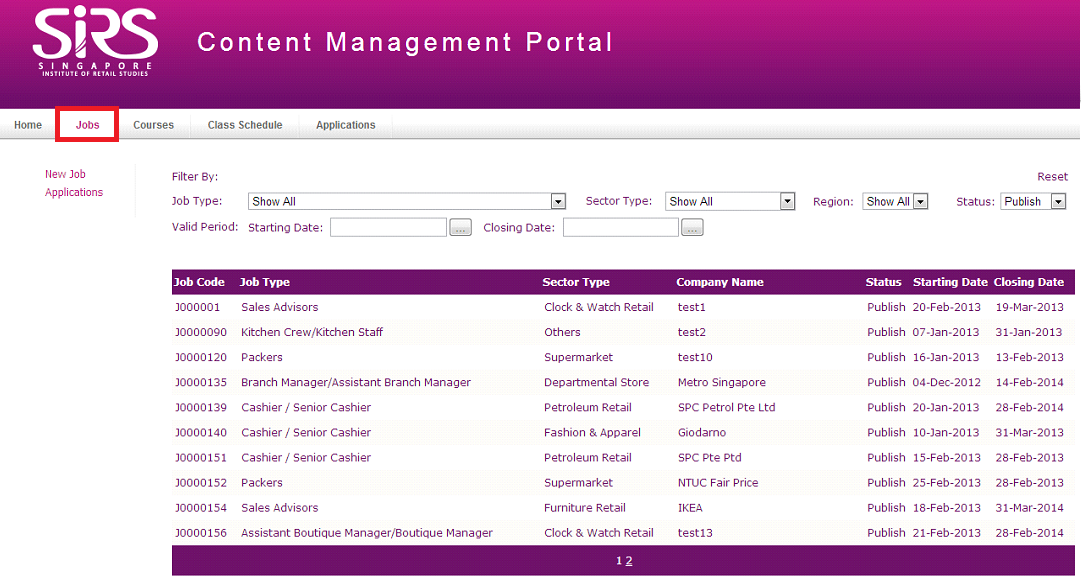 SiRS
SINGAPORE
INSTITUTE OF RETAIL STUDIES
Content Management Portal
Home Jobs Courses Class Schedule Applications
New Job
Applications
Filter By: Reset
Job Type: Show All Sector Type: Show All Region: Show All Status: Publish
Valid Period: Starting Date: ... Closing Date: ...
Job Code Job Type Sector Type Company Name Status Starting Date Closing Date
J000001 Sales Advisors Clock & Watch Retail test1 Publish 20-Feb-2013 19-Mar-2013
J0000090 Kitchen Crew/Kitchen Staff Others test2 Publish 07-Jan-2013 31-Jan-2013
J0000120 Packers Supermarket test10 Publish 16-Jan-2013 13-Feb-2013
J0000135 Branch Manager/Assistant Branch Manager Departmental Store Metro Singapore Publish 04-Dec-2012 14-Feb-2014
J0000139 Cashier / Senior Cashier Petroleum Retail SPC Petrol Pte Ltd Publish 20-Jan-2013 28-Feb-2014
J0000140 Cashier / Senior Cashier Fashion & Apparel Giodarno Publish 10-Jan-2013 31-Mar-2013
J0000151 Cashier / Senior Cashier Petroleum Retail SPC Pte Ptd Publish 15-Feb-2013 28-Feb-2013
J0000152 Packers Supermarket NTUC Fair Price Publish 25-Feb-2013 28-Feb-2013
J0000154 Sales Advisors Furniture Retail IKEA Publish 18-Feb-2013 31-Mar-2014
J0000156 Assistant Boutique Manager/Boutique Manager Clock & Watch Retail test13 Publish 21-Feb-2013 28-Feb-2014
1 2